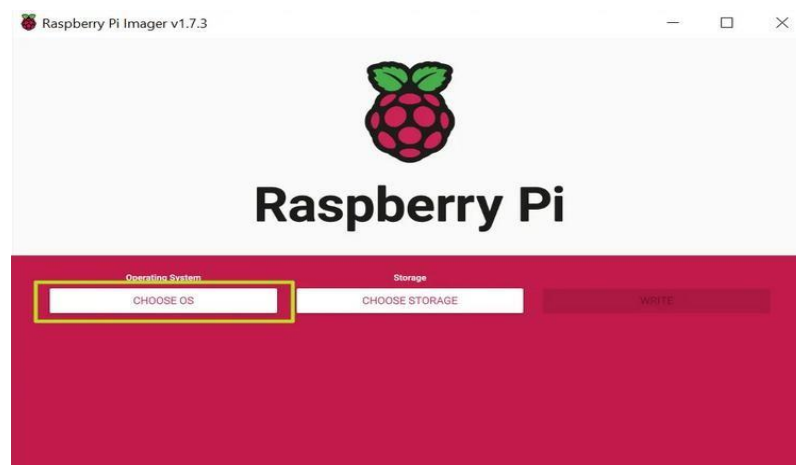 Raspberry Pi Imager v1.7.3
Raspberry Pi
Operating System
Storage
CHOOSE OS
CHOOSE STORAGE
WRITE